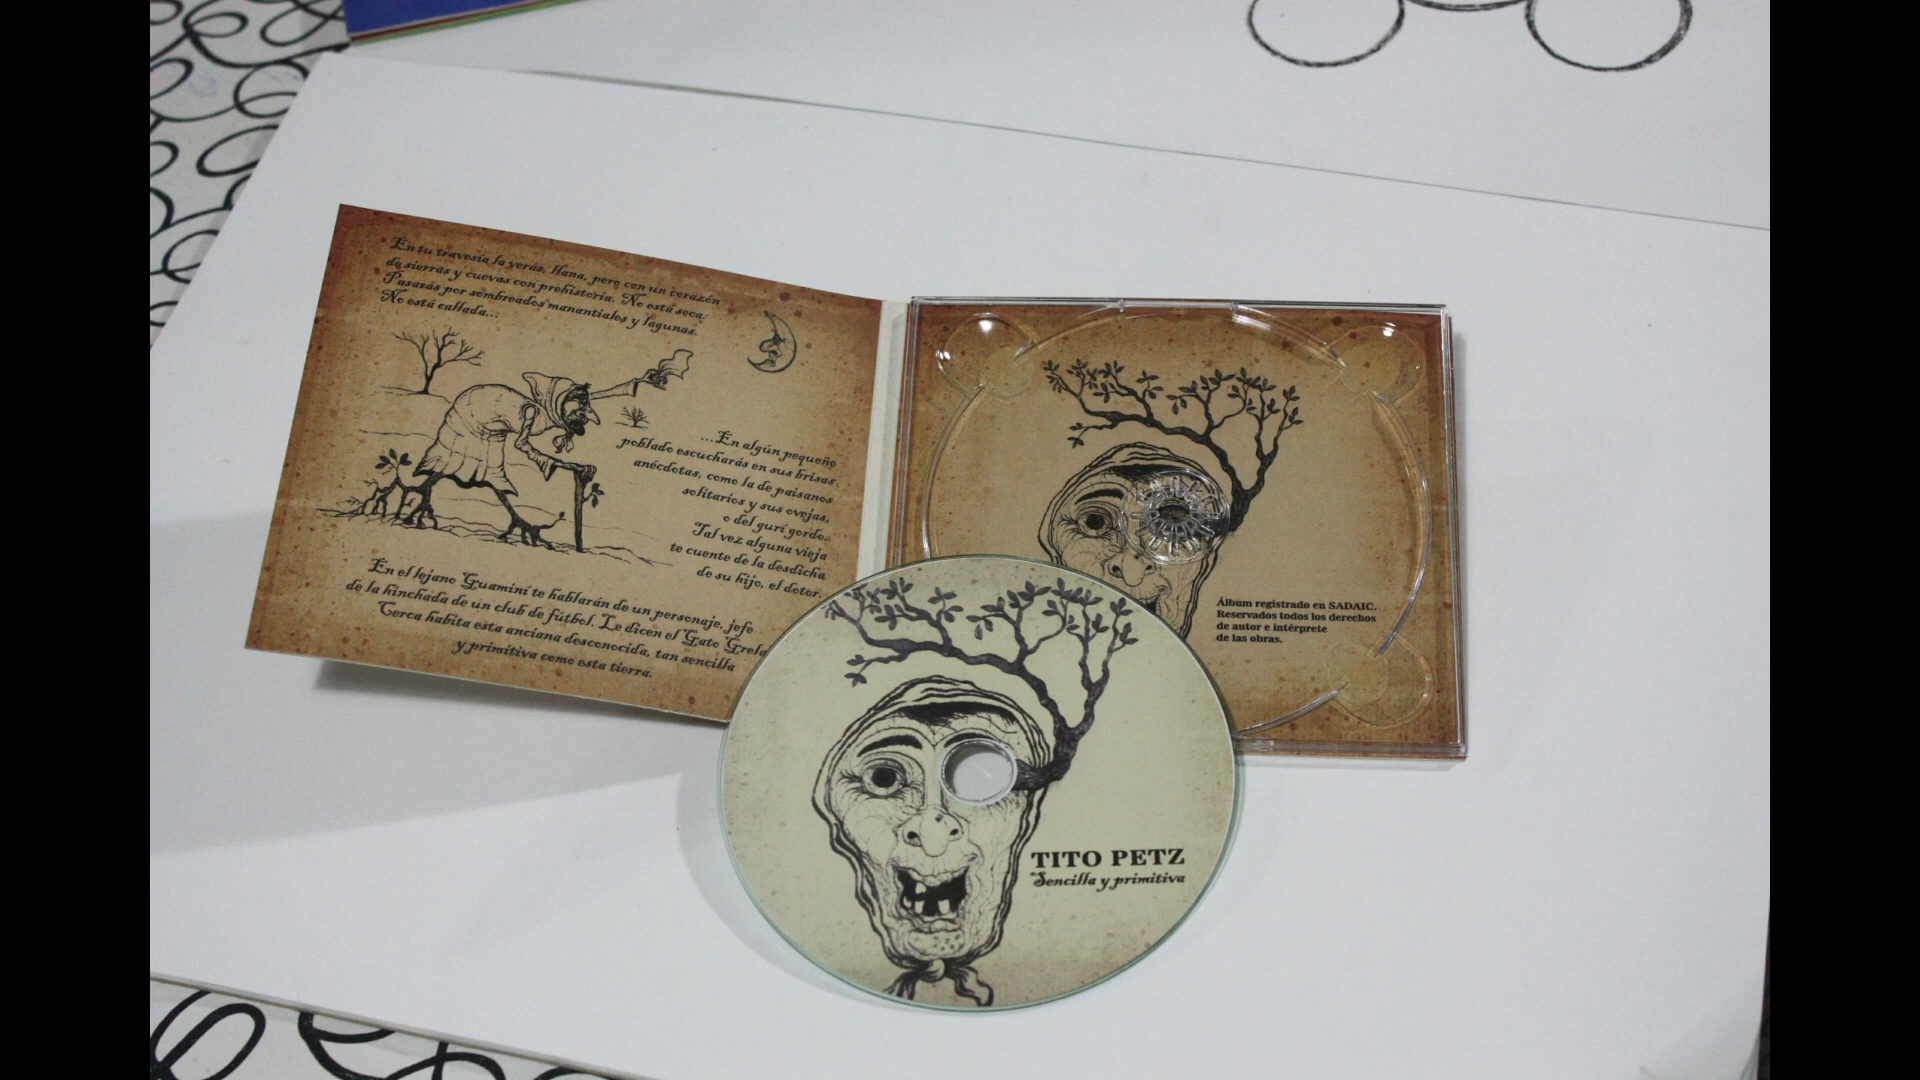 En tu travesía la verás, llana, pero con un corazón
de sierras y cuevas con prehistoria. No está seca.
Pasarás por sombreados manantiales y lagunas.
No está callada...
...En algún pequeño
poblado escucharás en sus brisas
anécdotas, como la de paisanos
solitarios y sus ovejas,
o del gurí gordo..
Tal vez alguna vieja
te cuente de la desdicha
de su hijo, el dotor.
En el lejano Guaminí te hablarán de un personaje, jefe
de la hinchada de un club de fútbol. Le dicen el Gato Grela
Cerca habita esta anciana desconocida, tan sencilla
y primitiva como esta tierra.
Álbum registrado en SADAIC.
Reservados todos los derechos
de autor e intérprete
de las obras.
TITO PETZ
Sencilla y primitiva